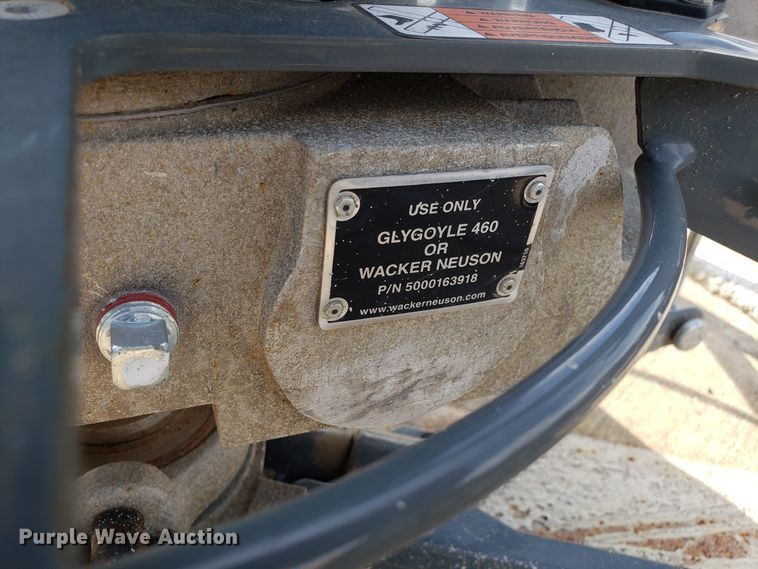 USE ONLY
GLYGOYLE 460
OR
WACKER NEUSON
P/N 5000163918
www.wackerneuson.com
Purple Wave Auction